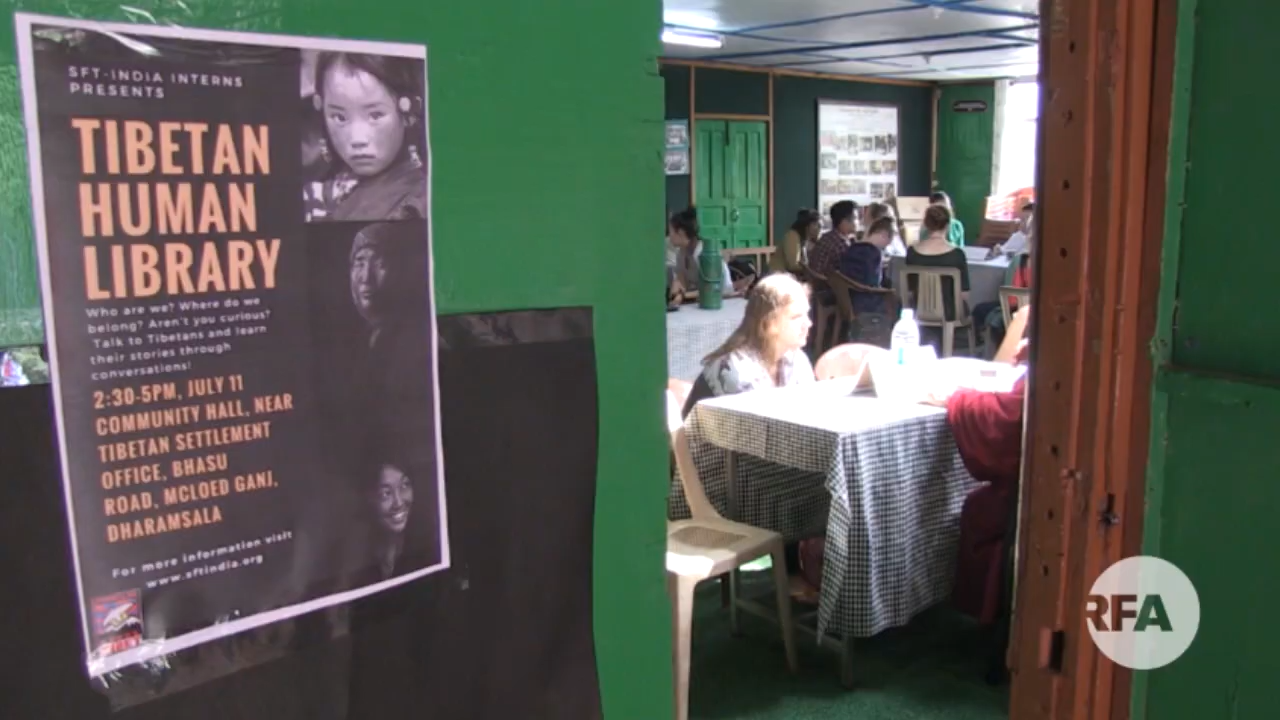 SFT-INDIA INTERNS
PRESENTS
TIBETAN
HUMAN
LIBRARY
Who are we? Where do we
belong? Aren't you curious?
Talk to Tibetans and learn
their stories through
conversations!
2:30-5PM, JULY 11
COMMUNITY HALL, NEAR
TIBETAN SETTLEMENT
OFFICE, BHASU
ROAD, MCLOED GANJ,
DHARAMSALA
For more information visit
www.sftindia.org
RFA